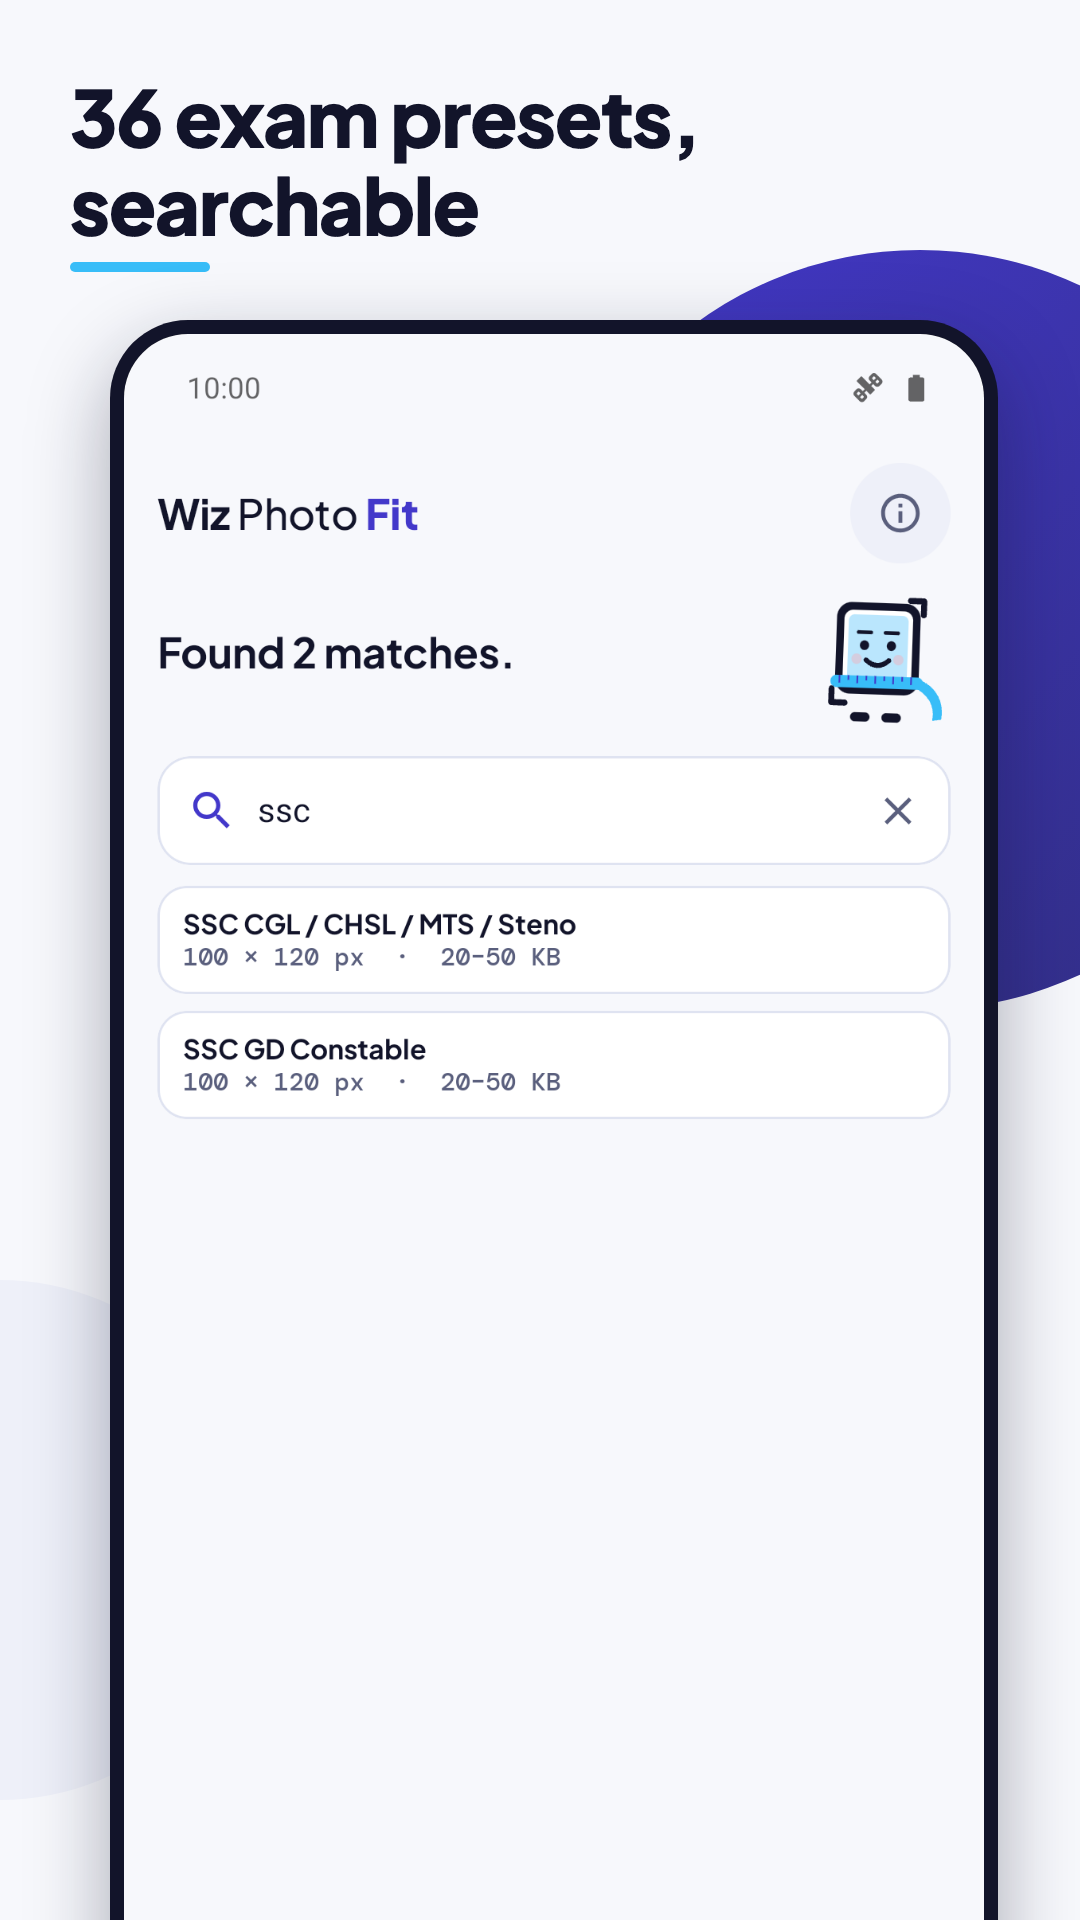 36 exam presets,
searchable
10:00
Wiz Photo Fit
Found 2 matches.
ssc
SSC CGL / CHSL / MTS / Steno
100 × 120 px · 20–50 KB
SSC GD Constable
100 × 120 px · 20–50 KB